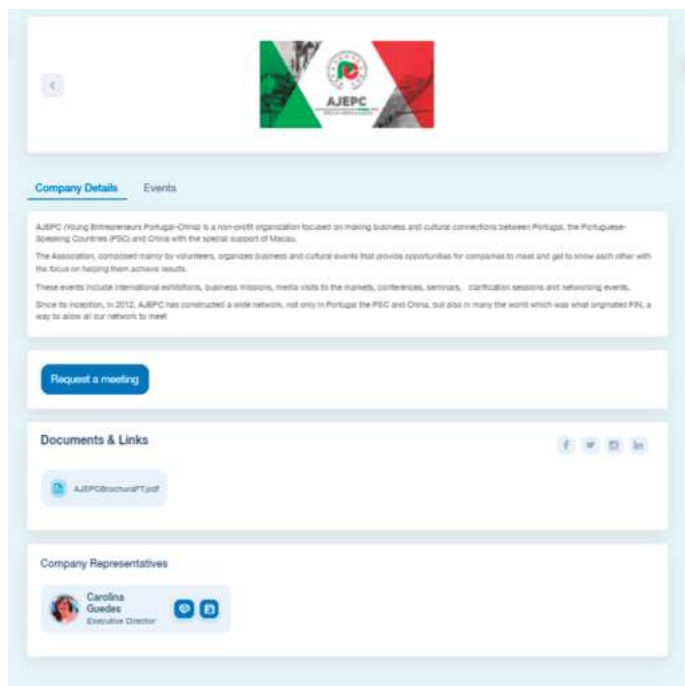 AJEPC
Company Details
Events
AJEPC (Young Entrepreneurs Portugal-China) is a non-profit organization focused on making business and cultural connections between Portugal, the Portuguese-
Speaking Countries (PSC) and China with the special support of Macau.
The Association, composed mainly by volunteers, organizes business and cultural events that provide opportunities for companies to meet and get to know each other with
the focus on helping them achieve results.
These events include international exhibitions, business missions, media visits to the markets, conferences, seminars, clarification sessions and networking events.
Since its inception, in 2012, AJEPC has constructed a wide network, not only in Portugal the PSC and China, but also in many the world which was what originated PIN, a
way to allow all our network to meet
Request a meeting
Documents & Links
f
in
AJEPCBrochuraPT.pdf
Company Representatives
Carolina
Guedes
Executive Director